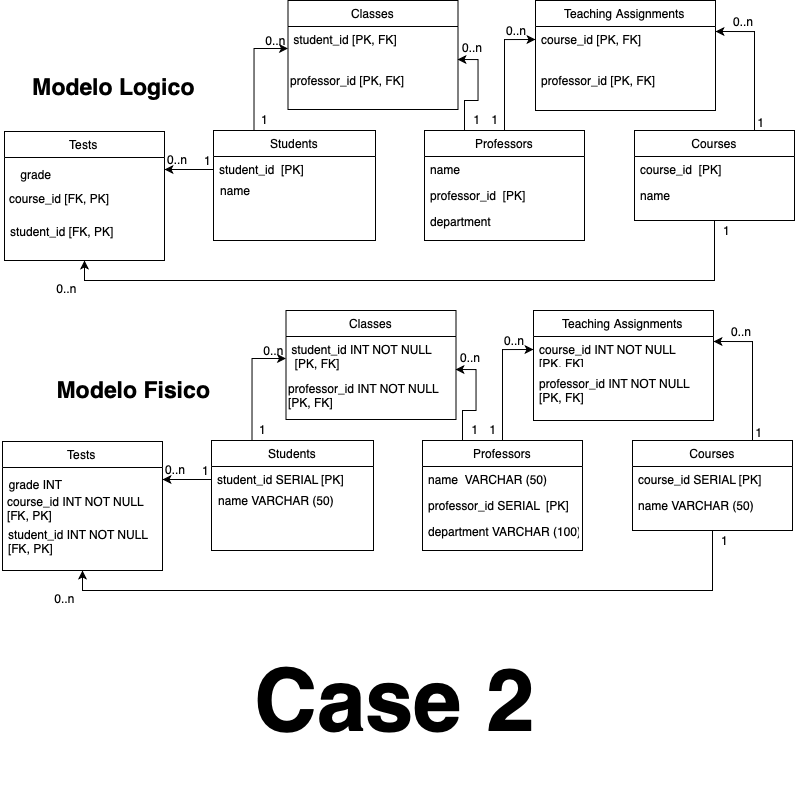 Classes
student_id [PK, FK]
professor_id [PK, FK]
Teaching Assignments
course_id [PK, FK]
professor_id [PK, FK]
0..n
0..n
0..n
0..n
Modelo Logico
1
1
1
1
Tests
grade
course_id [FK, PK]
student_id [FK, PK]
0..n
1
Students
student_id [PK]
name
Professors
name
professor_id [PK]
department
Courses
course_id [PK]
name
1
0..n
Classes
student_id INT NOT NULL
[PK, FK]
professor_id INT NOT NULL
[PK, FK]
Teaching Assignments
course_id INT NOT NULL
[PK, FK]
professor_id INT NOT NULL
[PK, FK]
0..n
0..n
0..n
0..n
Modelo Fisico
1
1
1
1
Tests
grade INT
course_id INT NOT NULL
[FK, PK]
student_id INT NOT NULL
[FK, PK]
0..n
1
Students
student_id SERIAL [PK]
name VARCHAR (50)
Professors
name VARCHAR (50)
professor_id SERIAL [PK]
department VARCHAR (100)
Courses
course_id SERIAL [PK]
name VARCHAR (50)
1
0..n
Case 2